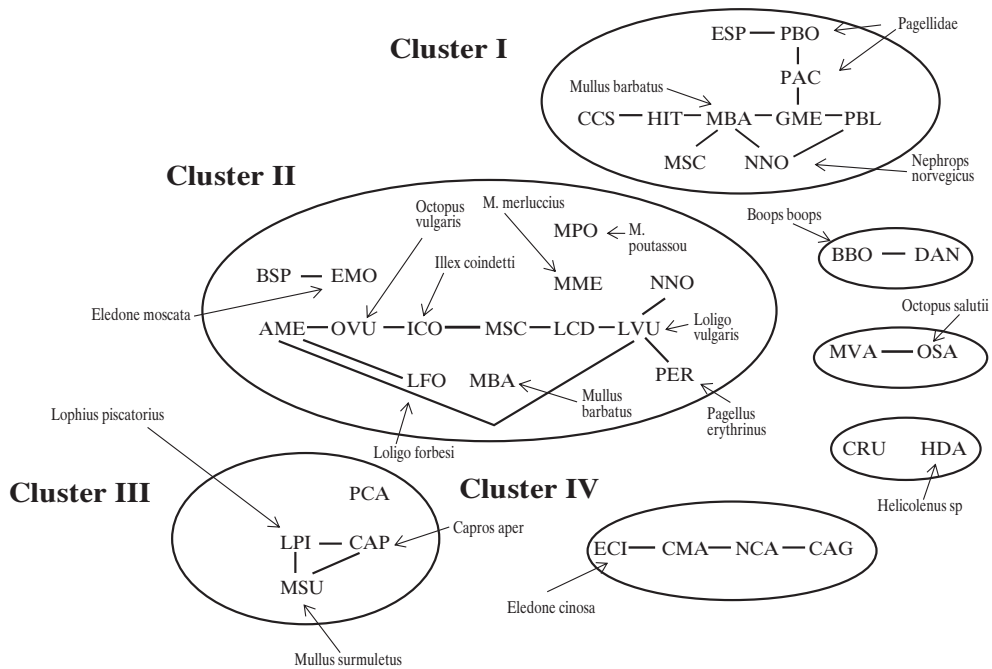 Cluster I
ESP PBO
Pagellidae
PAC
Mullus barbatus
CCS HIT MBA GME PBL
MSC NNO
Nephrops
norvegicus
Cluster II
Octopus
vulgaris
M. merluccius
MPO
M.
poutassou
BSP EMO
Illex coindetti
MME
NNO
Eledone moscata
AME OVU ICO MSC LCD LVU
Loligo
vulgaris
LFO MBA PER
Mullus
barbatus
Pagellus
erythrinus
Loligo forbesi
Boops boops
BBO DAN
Octopus salutii
MVA OSA
CRU HDA
Helicolenus sp
Lophius piscatorius
Cluster III
PCA
LPI CAP
Capros aper
MSU
Mullus surmuletus
Cluster IV
ECI CMA NCA CAG
Eledone cinosa